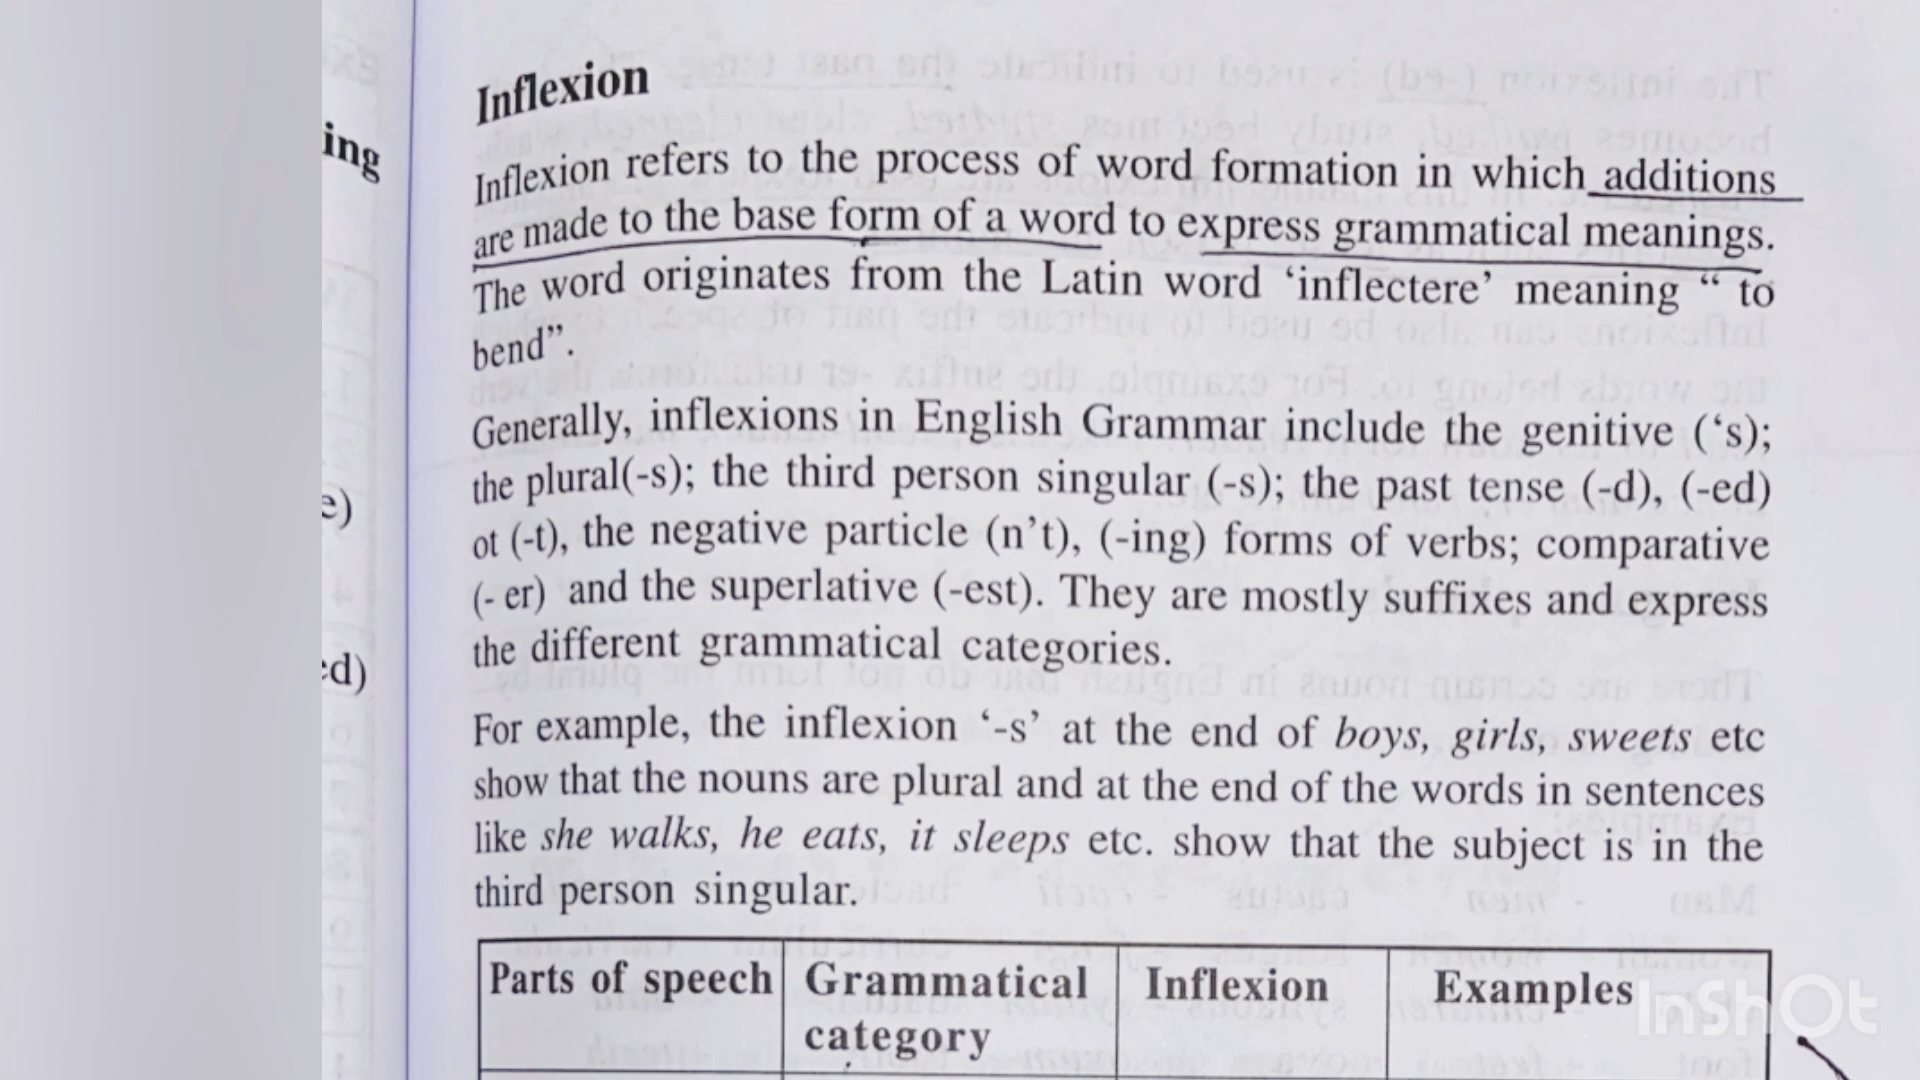 Inflexion
ing
Inflexion refers to the process of word formation in which additions
are made to the base form of a word to express grammatical meanings.
The word originates from the Latin word ‘inflectere’ meaning “ to
bend”.
Generally, inflexions in English Grammar include the genitive (‘s);
e)
the plural(-s); the third person singular (-s); the past tense (-d), (-ed)
ot (-t), the negative particle (n’t), (-ing) forms of verbs; comparative
(- er) and the superlative (-est). They are mostly suffixes and express
the different grammatical categories.
ed)
For example, the inflexion ‘-s’ at the end of boys, girls, sweets etc
show that the nouns are plural and at the end of the words in sentences
like she walks, he eats, it sleeps etc. show that the subject is in the
third person singular.
Parts of speech Grammatical category Inflexion Examples
InShOt